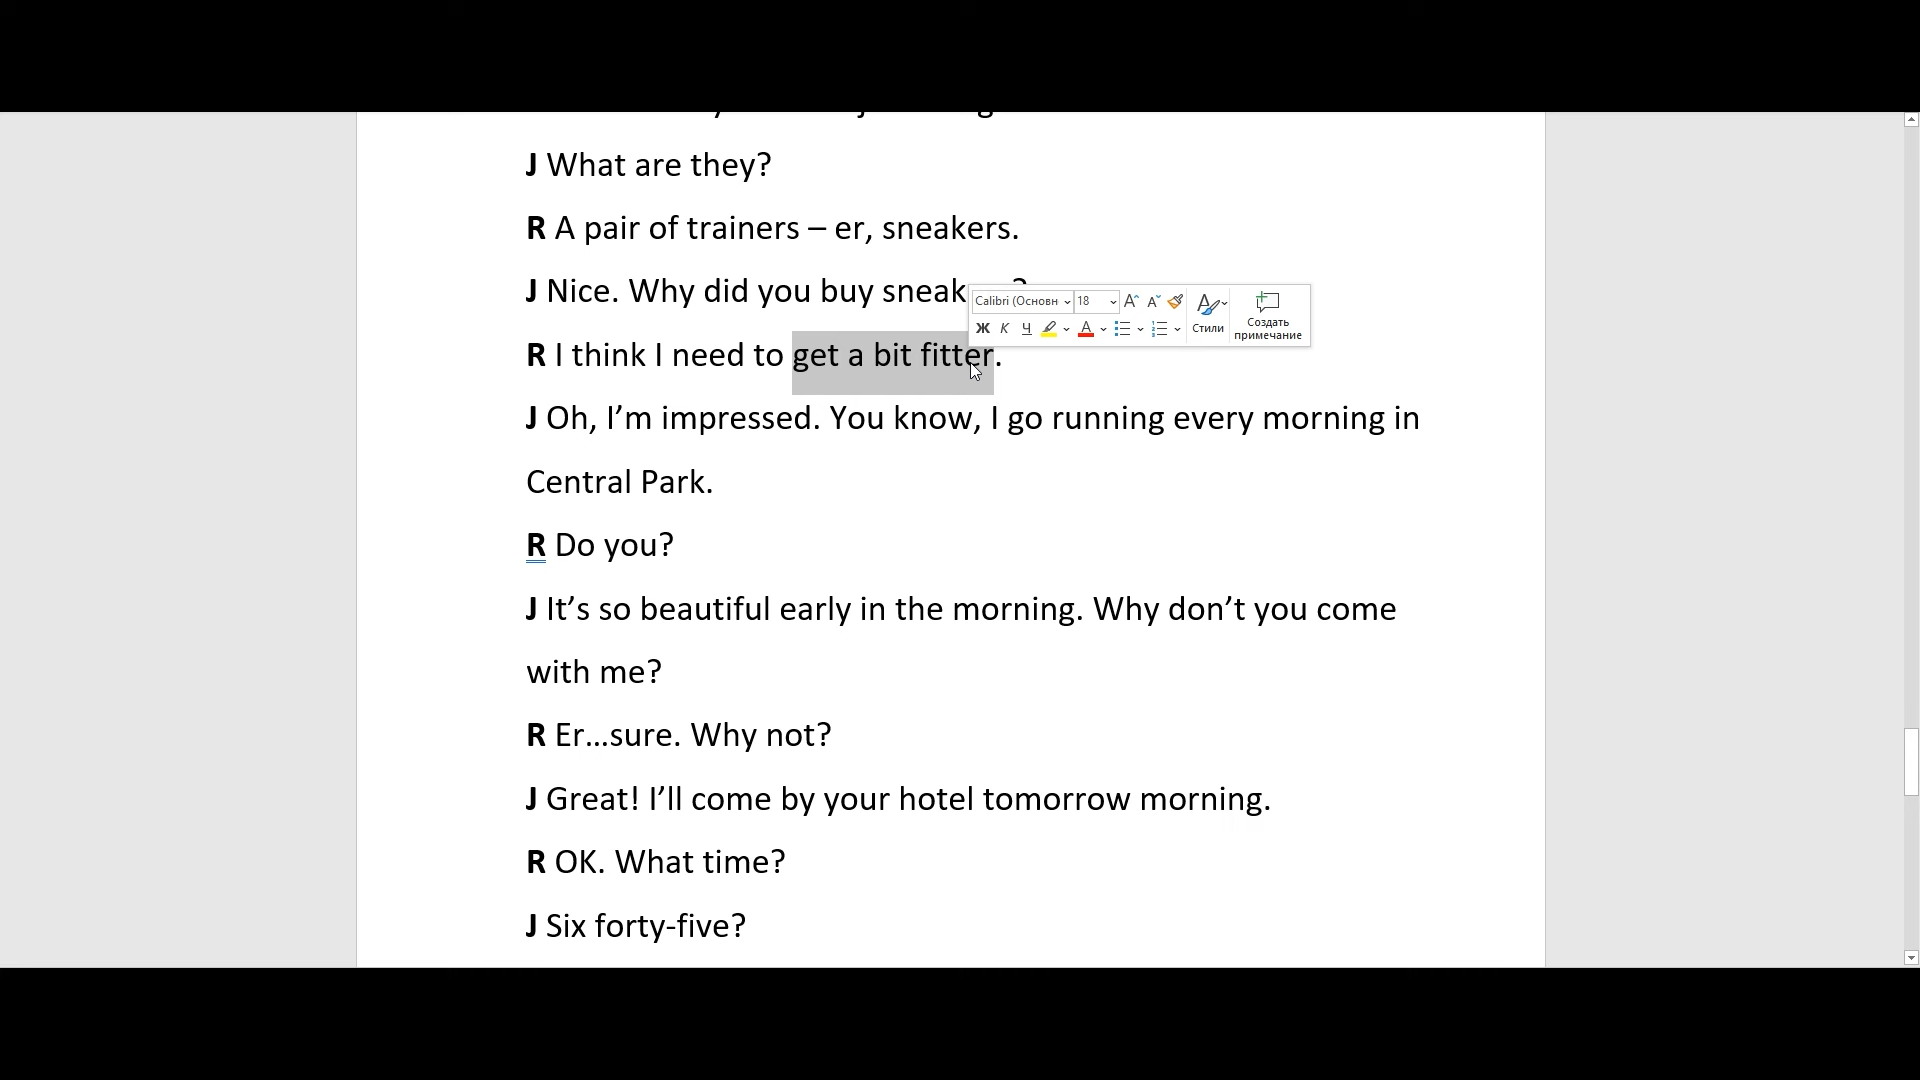 J What are they?
R A pair of trainers – er, sneakers.
J Nice. Why did you buy sneak
Calibri (Основн 18
Ж К Ч А Стили Создать примечание
R I think I need to get a bit fitter.
J Oh, I’m impressed. You know, I go running every morning in
Central Park.
R Do you?
J It’s so beautiful early in the morning. Why don’t you come
with me?
R Er…sure. Why not?
J Great! I’ll come by your hotel tomorrow morning.
R OK. What time?
J Six forty-five?